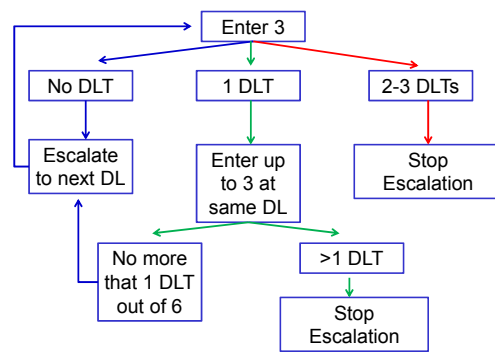 Enter 3
No DLT
1 DLT
2-3 DLTs
Escalate
to next DL
Enter up
to 3 at
same DL
Stop
Escalation
No more
that 1 DLT
out of 6
>1 DLT
Stop
Escalation